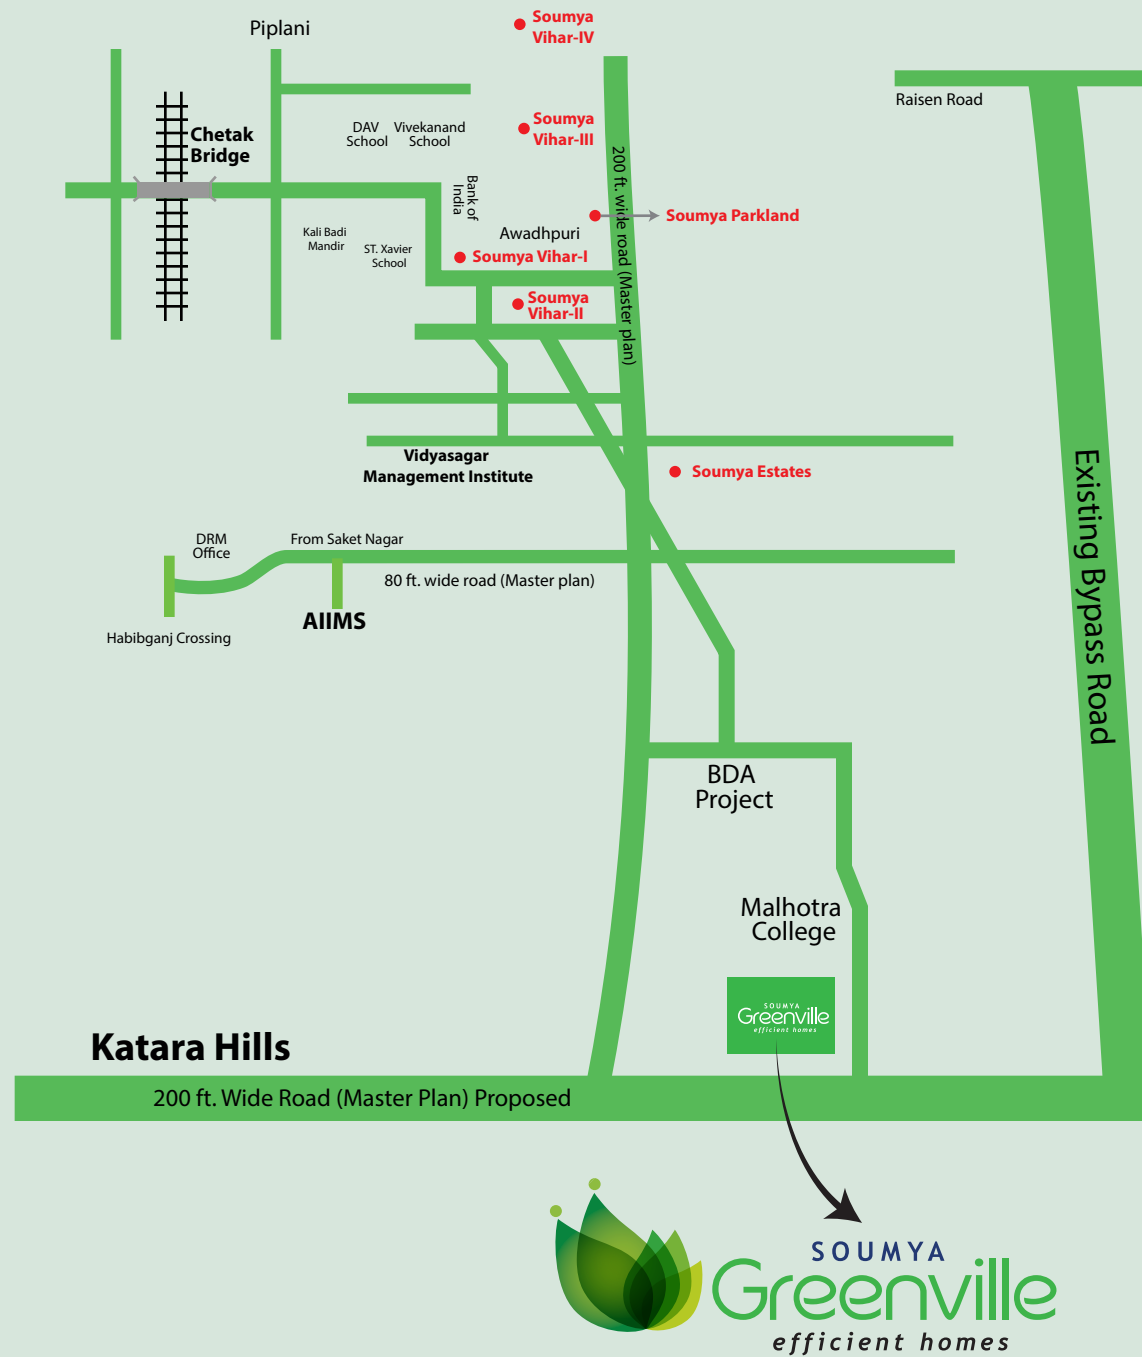 Piplani
Soumya
Vihar-IV
Raisen Road
Soumya
Vihar-III
DAV
School
Vivekanand
School
Chetak
Bridge
Bank of
India
200 ft. wide road (Master plan)
Soumya Parkland
Kali Badi
Mandir
ST. Xavier
School
Awadhpuri
Soumya Vihar-I
Soumya
Vihar-II
Vidyasagar
Management Institute
Soumya Estates
Existing Bypass Road
DRM
Office
From Saket Nagar
80 ft. wide road (Master plan)
AIIMS
Habibganj Crossing
BDA
Project
Malhotra
College
SOUMYA
Greenville
efficient homes
Katara Hills
200 ft. Wide Road (Master Plan) Proposed
SOUMYA
Greenville
efficient homes